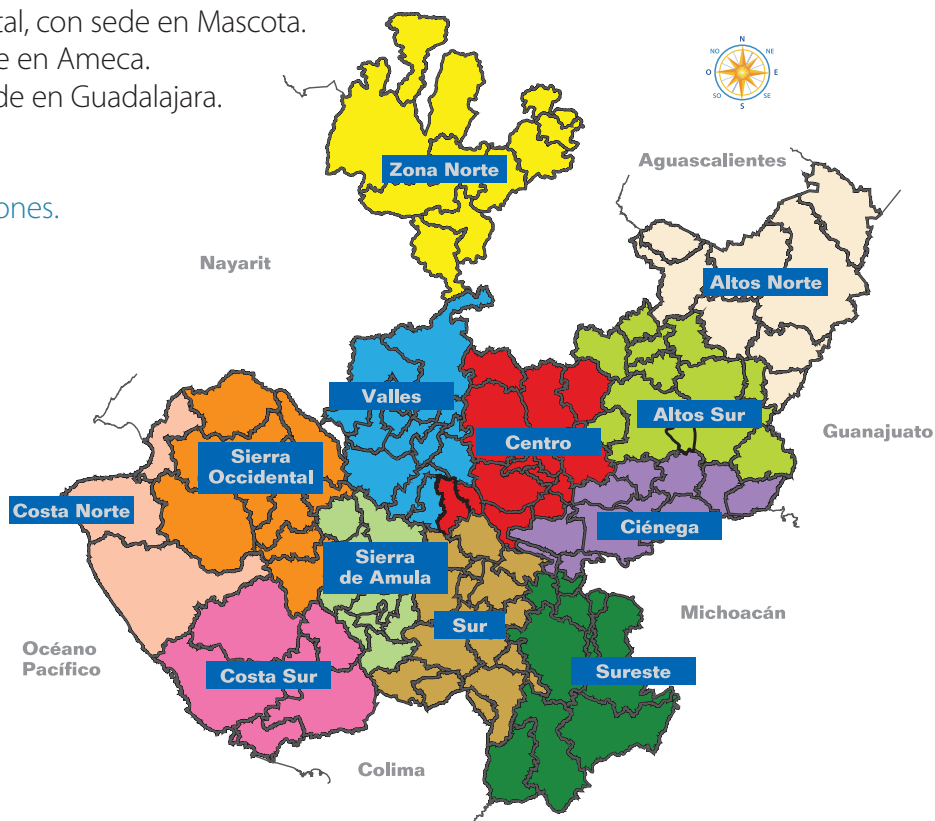 tal, con sede en Mascota.
e en Ameca.
de en Guadalajara.
ones.
N
NO
NE
O
E
SO
SE
S
Zona Norte
Aguascalientes
Nayarit
Altos Norte
Valles
Altos Sur
Centro
Guanajuato
Sierra
Occidental
Costa Norte
Ciénega
Sierra
de Amula
Michoacán
Sur
Océano
Pacífico
Costa Sur
Sureste
Colima